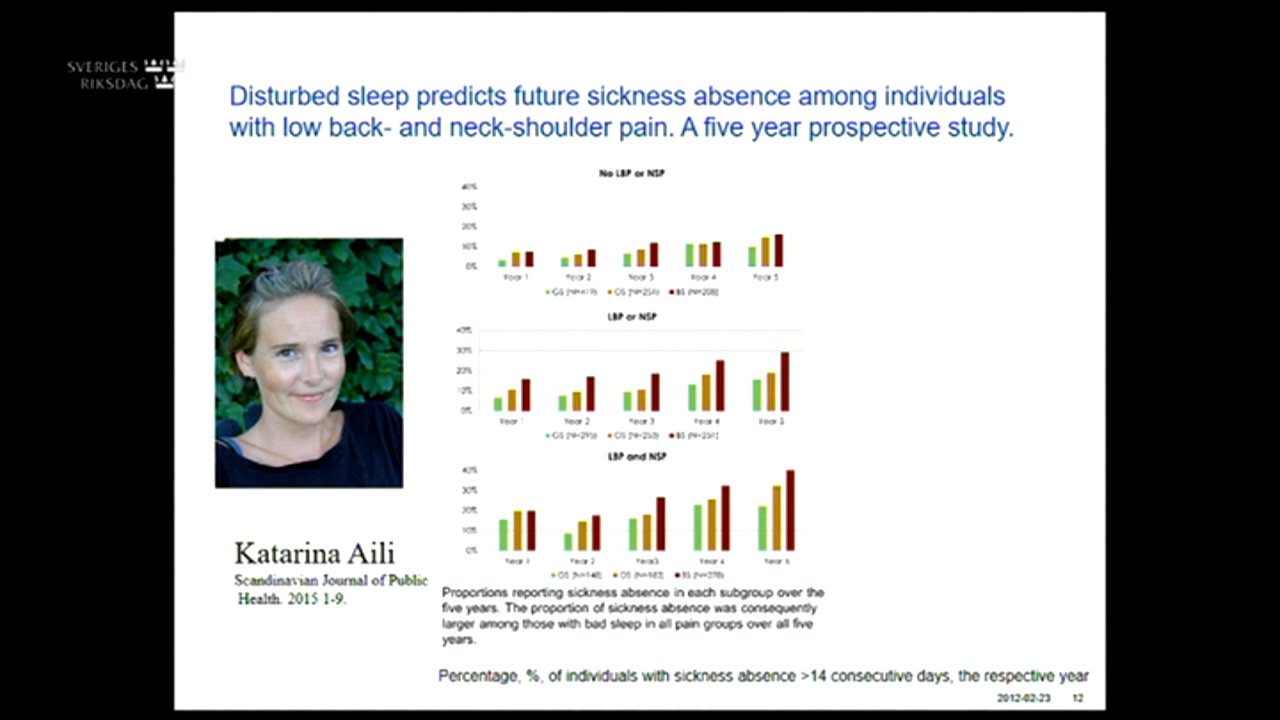 SVERIGES
RIKSDAG
Disturbed sleep predicts future sickness absence among individuals
with low back- and neck-shoulder pain. A five year prospective study.
No LBP or NSP
40%
30%
20%
10%
0%
Year 1 Year 2 Year 3 Year 4 Year 5
LBP or NSP
40%
30%
20%
10%
0%
Year 1 Year 2 Year 3 Year 4 Year 5
LBP and NSP
40%
30%
20%
10%
0%
Year 1 Year 2 Year3 Year 4 Year 5
Katarina Aili
Scandinavian Journal of Public
Health. 2015 1-9.
Proportions reporting sickness absence in each subgroup over the
five years. The proportion of sickness absence was consequently
larger among those with bad sleep in all pain groups over all five
years.
Percentage, %, of individuals with sickness absence >14 consecutive days, the respective year
2012-02-23 12